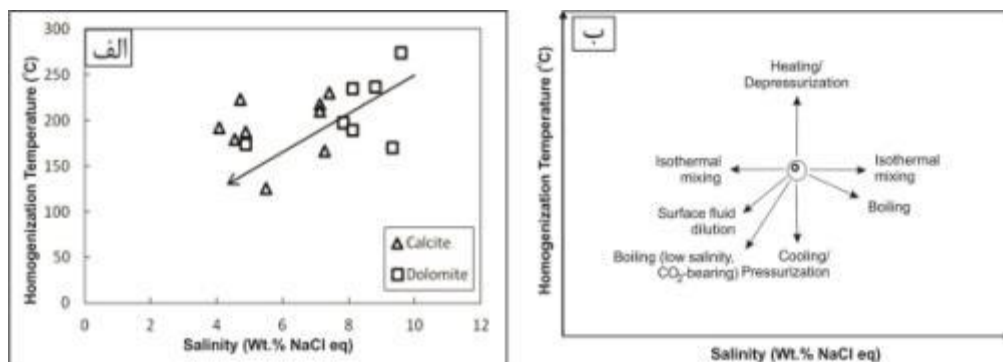 الف
Homogenization Temperature (°C)
300
250
200
150
100
50
0
0 2 4 6 8 10 12
Salinity (Wt.% NaCl eq)
Calcite
Dolomite
ب
Homogenization Temperature (°C)
Heating/
Depressurization
Isothermal
mixing
Isothermal
mixing
Boiling
Surface fluid
dilution
Boiling (low salinity,
CO2-bearing)
Cooling/
Pressurization
Salinity (Wt.% NaCl eq)